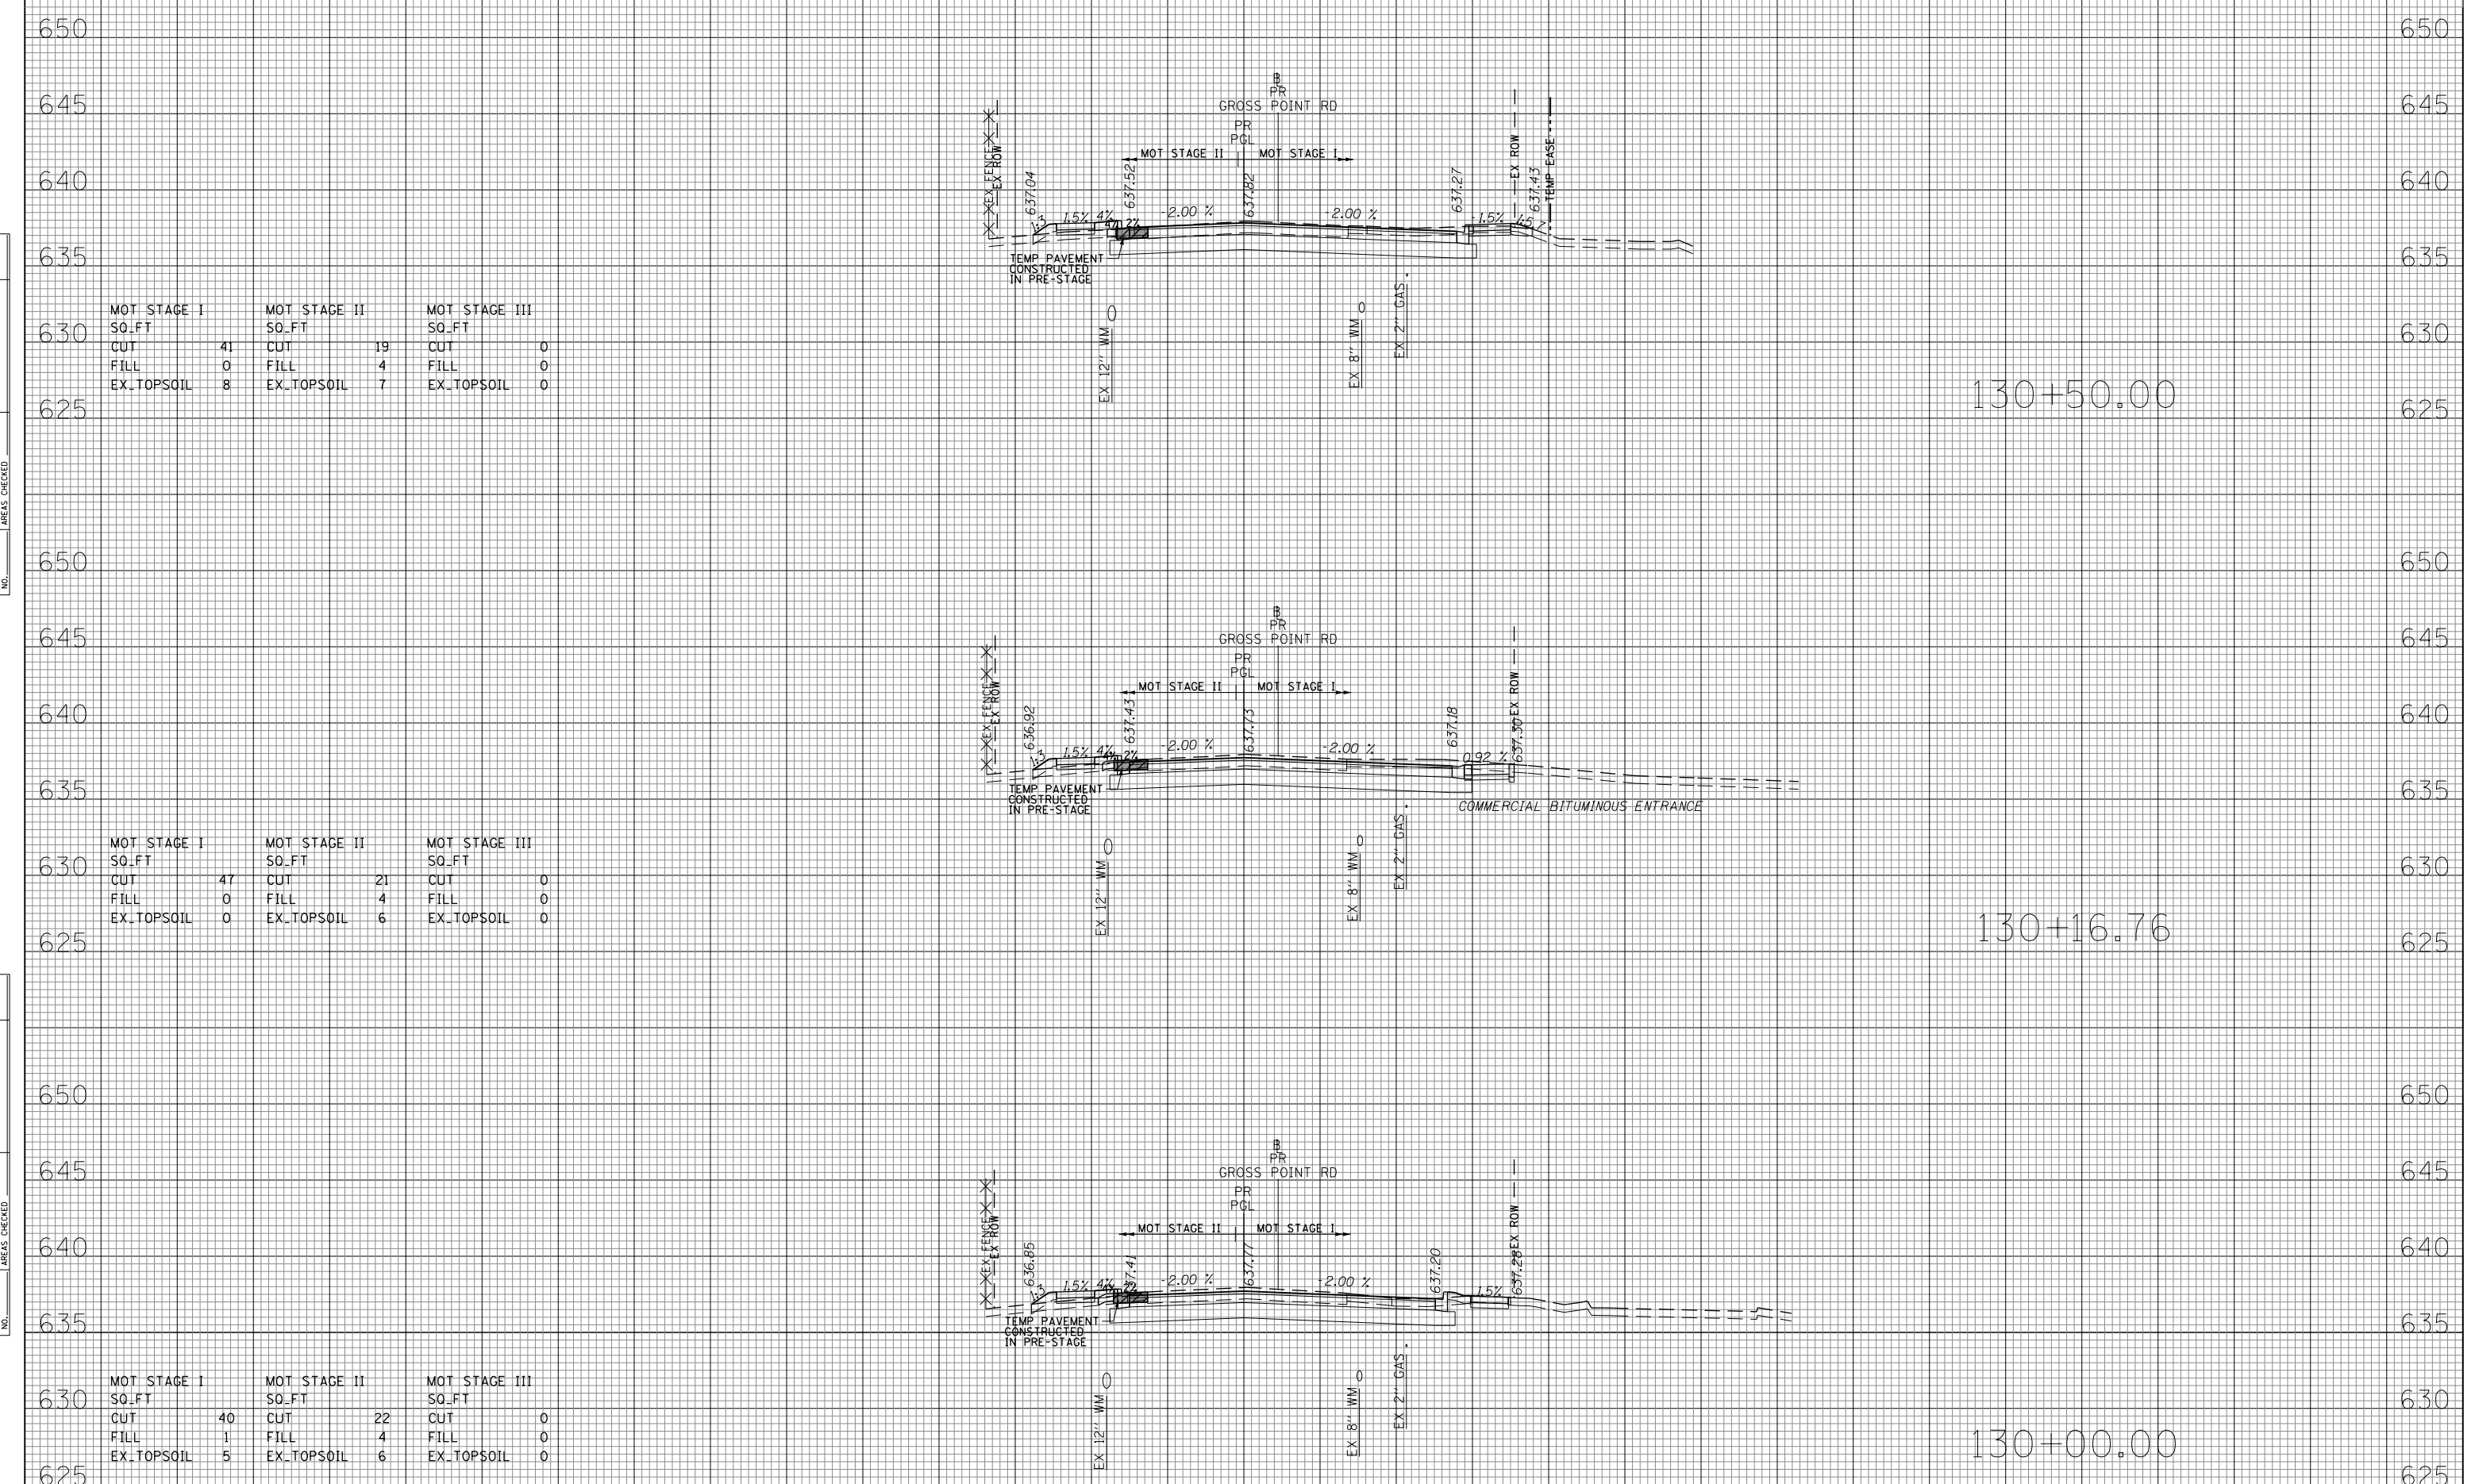 650 650
645 645
640 640
635 635
630 630
625 625
℄
PR
GROSS POINT RD
PR
PGL
MOT STAGE II MOT STAGE I
EX FENCE
EX ROW
637.04
637.52
637.82
637.27
EX ROW
637.43
TEMP EASE
1:3 1.5% 4% 2% -2.00 % -2.00 % -1.5%
TEMP PAVEMENT
CONSTRUCTED
IN PRE-STAGE
EX 12'' WM
EX 8'' WM
EX 2'' GAS
MOT STAGE I MOT STAGE II MOT STAGE III
SQ_FT SQ_FT SQ_FT
CUT 41 CUT 19 CUT 0
FILL 0 FILL 4 FILL 0
EX_TOPSOIL 8 EX_TOPSOIL 7 EX_TOPSOIL 0
130+50.00
AREAS CHECKED
NO.
650 650
645 645
640 640
635 635
630 630
625 625
℄
PR
GROSS POINT RD
PR
PGL
MOT STAGE II MOT STAGE I
EX FENCE
EX ROW
636.92
637.43
637.73
637.18
EX ROW
637.30
1:3 1.5% 4% 2% -2.00 % -2.00 % 0.92 %
TEMP PAVEMENT
CONSTRUCTED
IN PRE-STAGE
COMMERCIAL BITUMINOUS ENTRANCE
EX 12'' WM
EX 8'' WM
EX 2'' GAS
MOT STAGE I MOT STAGE II MOT STAGE III
SQ_FT SQ_FT SQ_FT
CUT 47 CUT 21 CUT 0
FILL 0 FILL 4 FILL 0
EX_TOPSOIL 0 EX_TOPSOIL 6 EX_TOPSOIL 0
130+16.76
650 650
645 645
640 640
635 635
630 630
625 625
℄
PR
GROSS POINT RD
PR
PGL
MOT STAGE II MOT STAGE I
EX FENCE
EX ROW
636.85
637.41
637.77
637.20
EX ROW
637.28
1:3 1.5% 4% 2% -2.00 % -2.00 % 1.5%
TEMP PAVEMENT
CONSTRUCTED
IN PRE-STAGE
EX 12'' WM
EX 8'' WM
EX 2'' GAS
MOT STAGE I MOT STAGE II MOT STAGE III
SQ_FT SQ_FT SQ_FT
CUT 40 CUT 22 CUT 0
FILL 1 FILL 4 FILL 0
EX_TOPSOIL 5 EX_TOPSOIL 6 EX_TOPSOIL 0
130+00.00
AREAS CHECKED
NO.